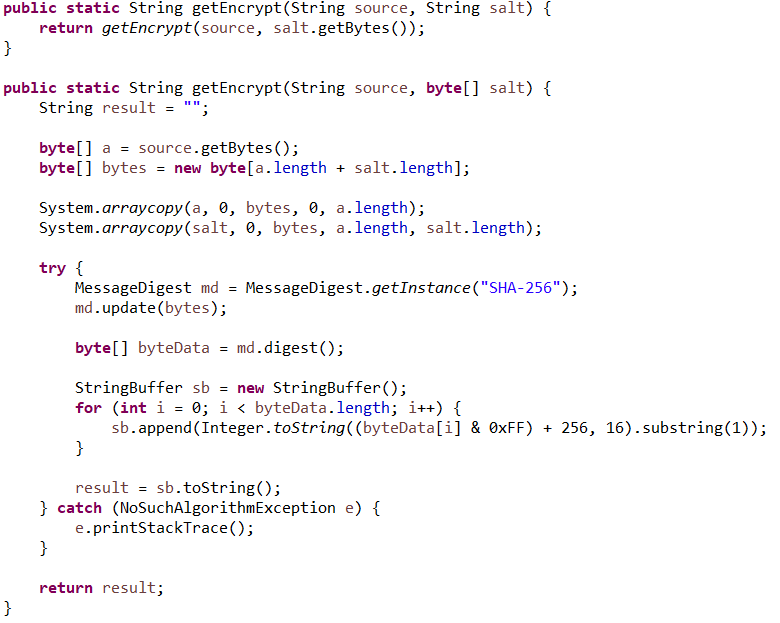 public static String getEncrypt(String source, String salt) {
    return getEncrypt(source, salt.getBytes());
}

public static String getEncrypt(String source, byte[] salt) {
    String result = "";

    byte[] a = source.getBytes();
    byte[] bytes = new byte[a.length + salt.length];

    System.arraycopy(a, 0, bytes, 0, a.length);
    System.arraycopy(salt, 0, bytes, a.length, salt.length);

    try {
        MessageDigest md = MessageDigest.getInstance("SHA-256");
        md.update(bytes);

        byte[] byteData = md.digest();

        StringBuffer sb = new StringBuffer();
        for (int i = 0; i < byteData.length; i++) {
            sb.append(Integer.toString((byteData[i] & 0xFF) + 256, 16).substring(1));
        }

        result = sb.toString();
    } catch (NoSuchAlgorithmException e) {
        e.printStackTrace();
    }

    return result;
}